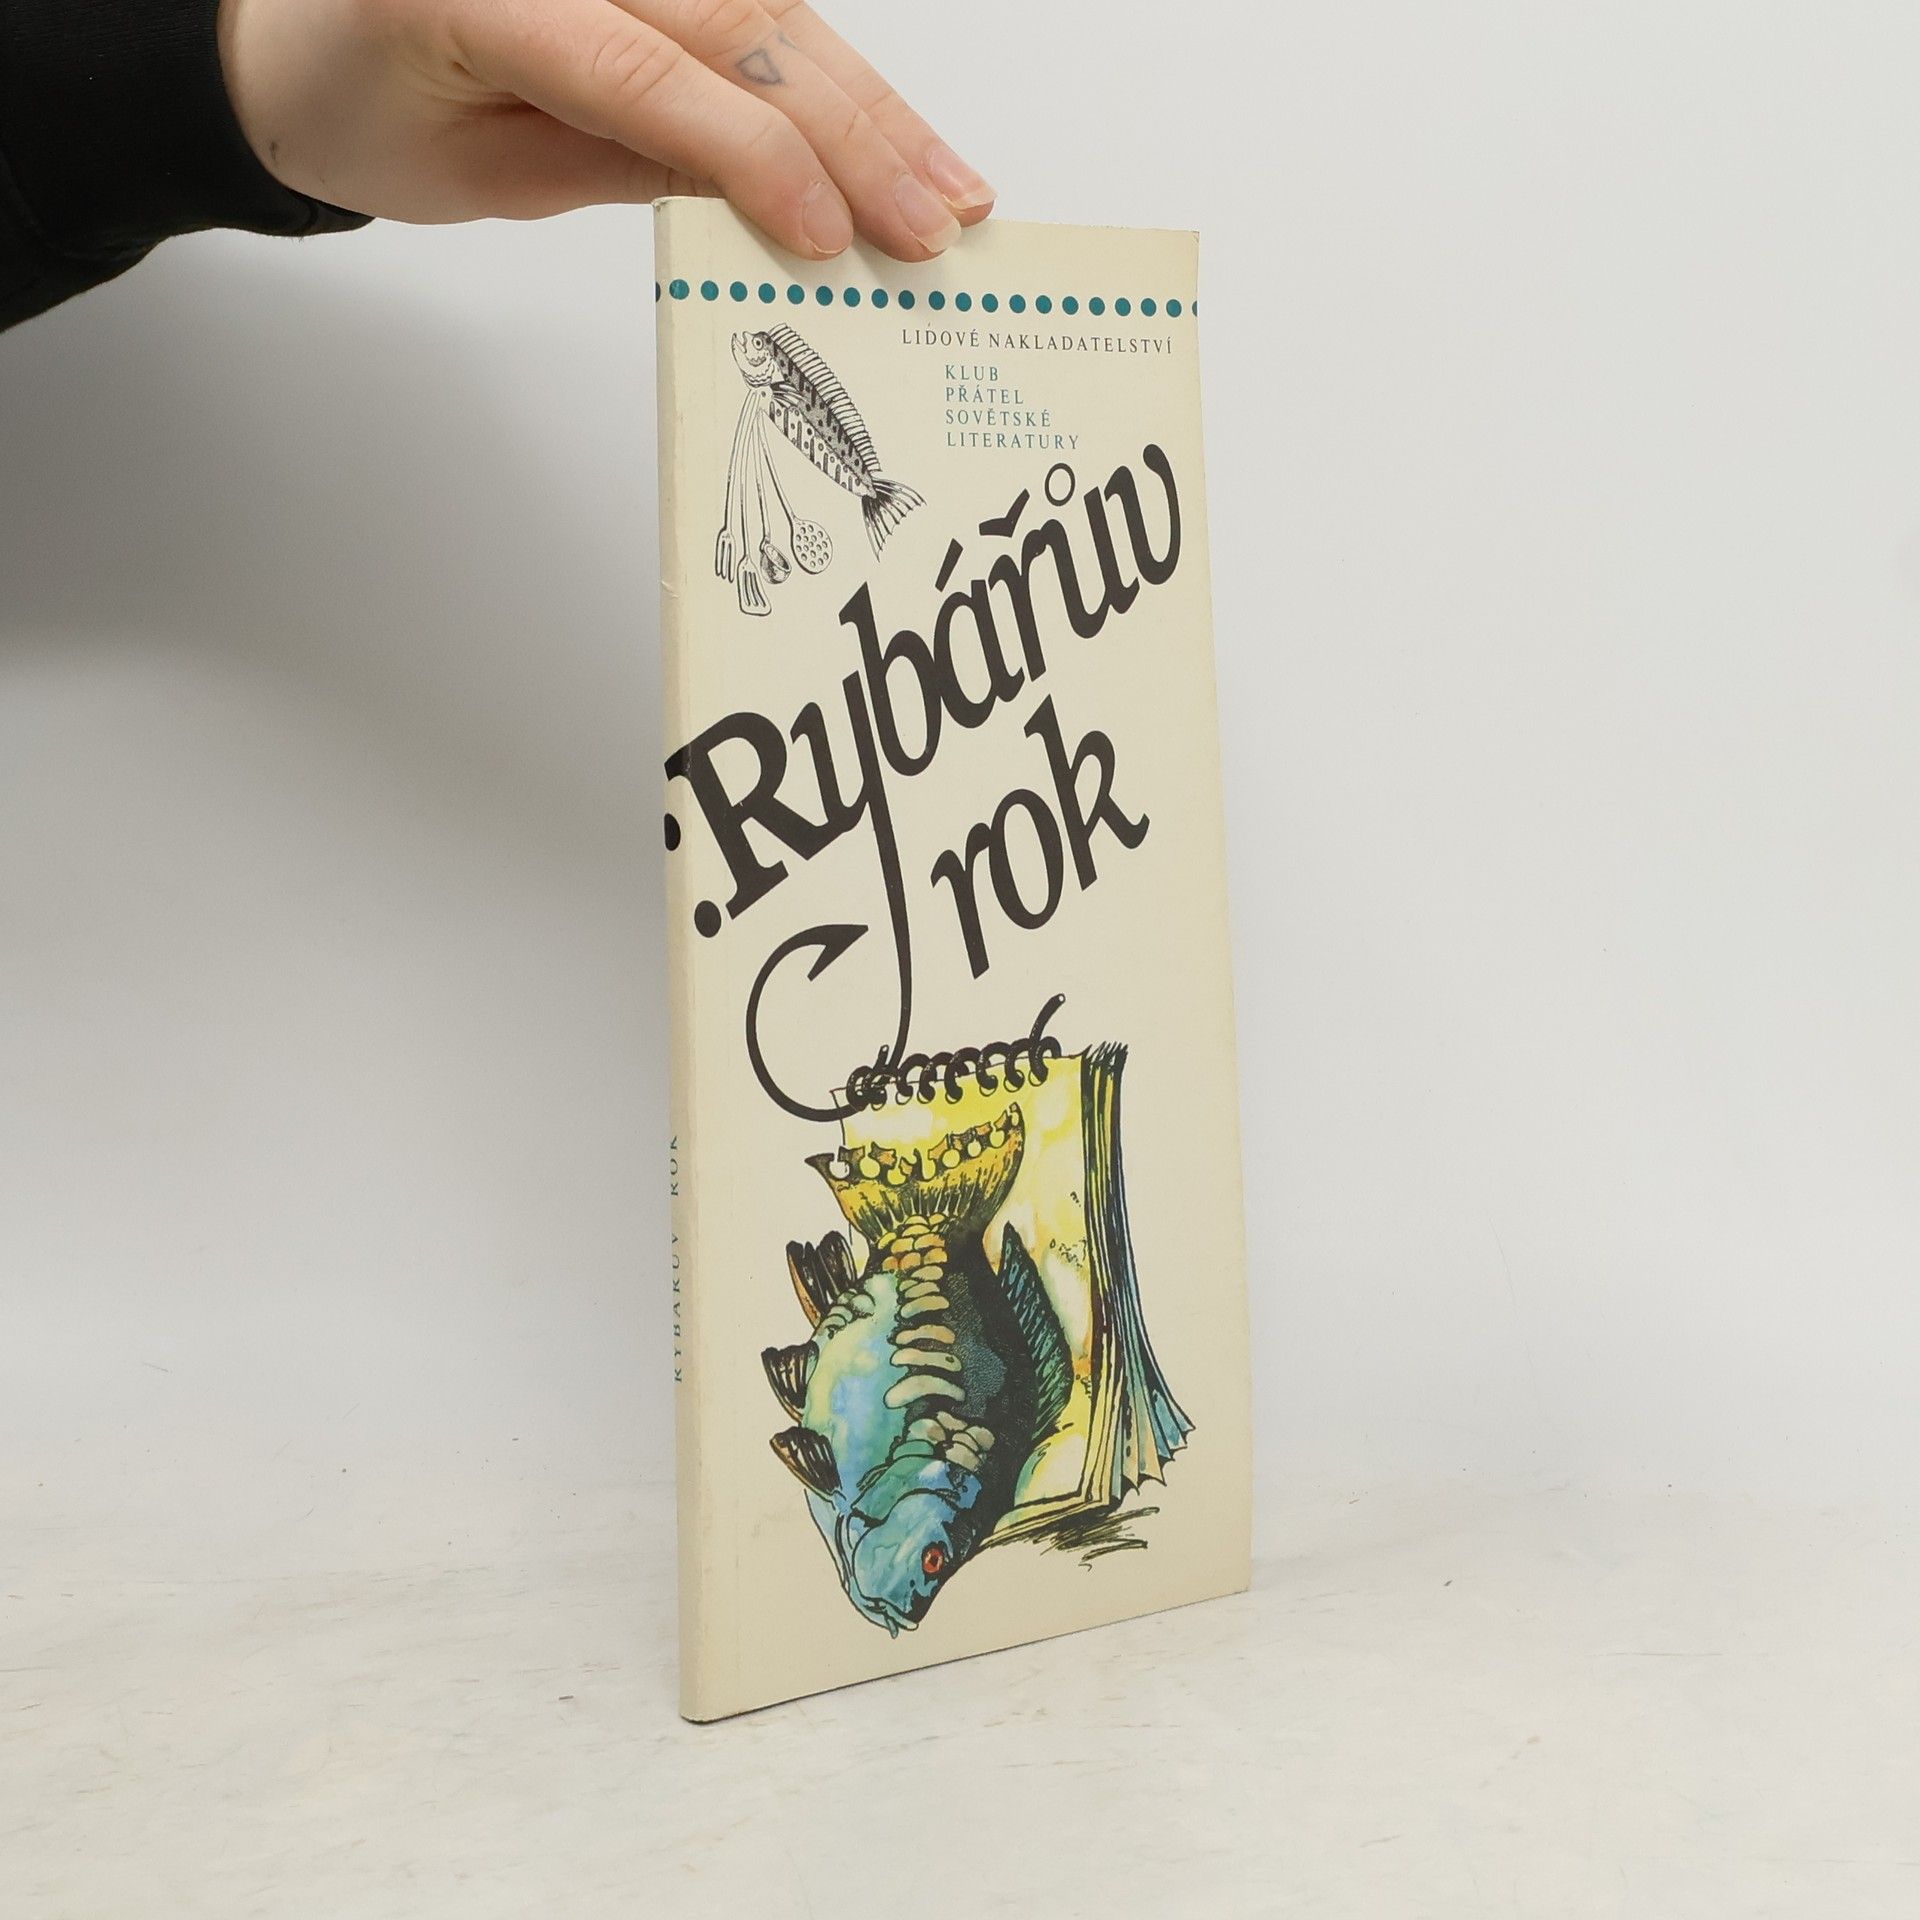 LIDOVÉ NAKLADATELSTVÍ
KLUB
PŘÁTEL
SOVĚTSKÉ
LITERATURY
Rybářův
rok
RYBÁŘŮV ROK